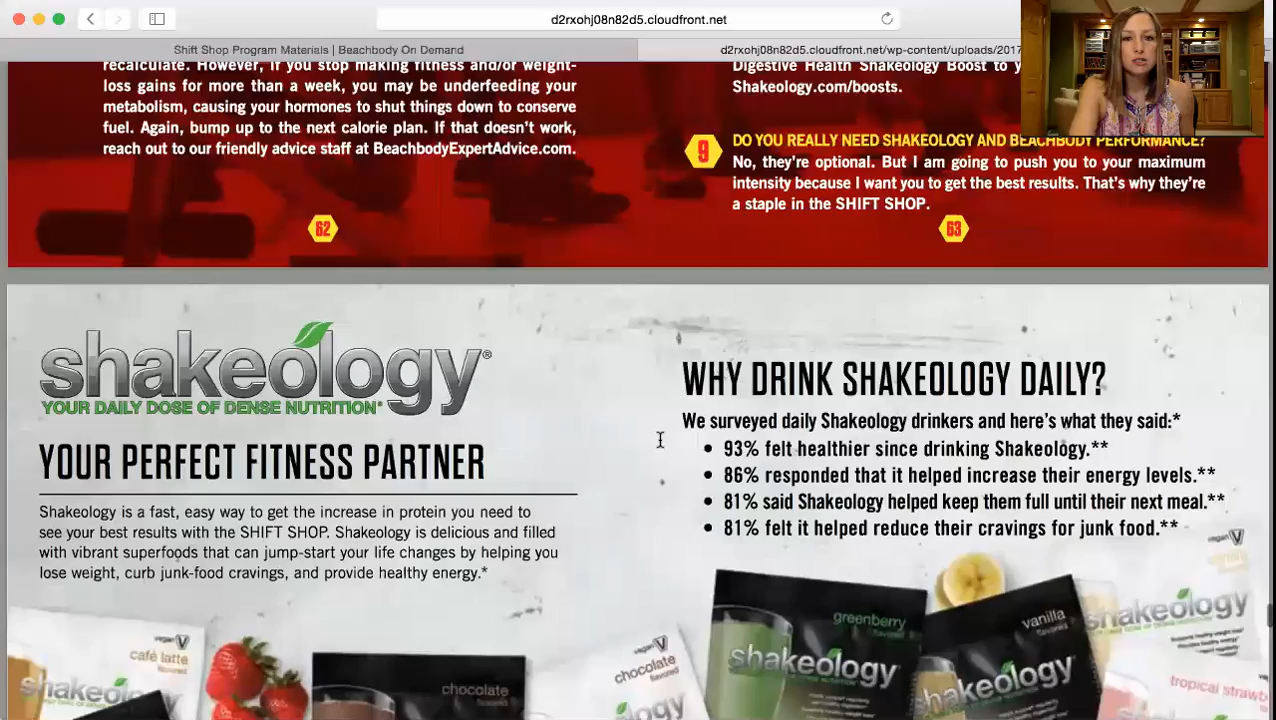 d2rxohj08n82d5.cloudfront.net
Shift Shop Program Materials | Beachbody On Demand
d2rxohj08n82d5.cloudfront.net/wp-content/uploads/2017
recalculate. However, if you stop making fitness and/or weight-
loss gains for more than a week, you may be underfeeding your
metabolism, causing your hormones to shut things down to conserve
fuel. Again, bump up to the next calorie plan. If that doesn't work,
reach out to our friendly advice staff at BeachbodyExpertAdvice.com.
62
Digestive Health Shakeology Boost to y
Shakeology.com/boosts.
9
DO YOU REALLY NEED SHAKEOLOGY AND BEACHBODY PERFORMANCE?
No, they're optional. But I am going to push you to your maximum
intensity because I want you to get the best results. That's why they're
a staple in the SHIFT SHOP.
63
shakeology®
YOUR DAILY DOSE OF DENSE NUTRITION.®
YOUR PERFECT FITNESS PARTNER
Shakeology is a fast, easy way to get the increase in protein you need to
see your best results with the SHIFT SHOP. Shakeology is delicious and filled
with vibrant superfoods that can jump-start your life changes by helping you
lose weight, curb junk-food cravings, and provide healthy energy.*
WHY DRINK SHAKEOLOGY DAILY?
We surveyed daily Shakeology drinkers and here's what they said:*
• 93% felt healthier since drinking Shakeology.**
• 86% responded that it helped increase their energy levels.**
• 81% said Shakeology helped keep them full until their next meal.**
• 81% felt it helped reduce their cravings for junk food.**
vegan
café latte
flavored
shakeology
chocolate
flavored
vegan
chocolate
flavored
shakeology
greenberry
flavored
shakeology
vanilla
flavored
shakeology
vegan
vanilla
shakeology
tropical strawb